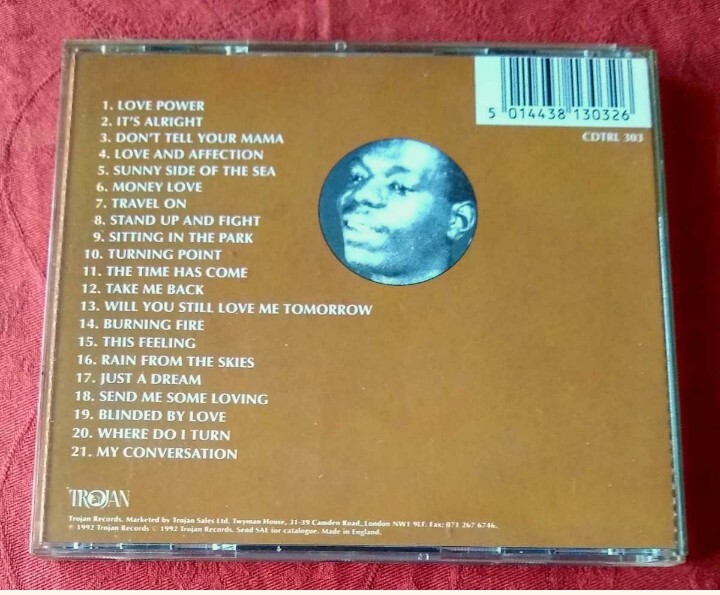 5 014438 130326
CDTRL 303
1. LOVE POWER
2. IT'S ALRIGHT
3. DON'T TELL YOUR MAMA
4. LOVE AND AFFECTION
5. SUNNY SIDE OF THE SEA
6. MONEY LOVE
7. TRAVEL ON
8. STAND UP AND FIGHT
9. SITTING IN THE PARK
10. TURNING POINT
11. THE TIME HAS COME
12. TAKE ME BACK
13. WILL YOU STILL LOVE ME TOMORROW
14. BURNING FIRE
15. THIS FEELING
16. RAIN FROM THE SKIES
17. JUST A DREAM
18. SEND ME SOME LOVING
19. BLINDED BY LOVE
20. WHERE DO I TURN
21. MY CONVERSATION
TROJAN
Trojan Records. Marketed by Trojan Sales Ltd. Twyman House, 31-39 Camden Road, London NW1 9LF. Fax: 071 267 6746.
℗ 1992 Trojan Records © 1992 Trojan Records. Send SAE for catalogue. Made in England.